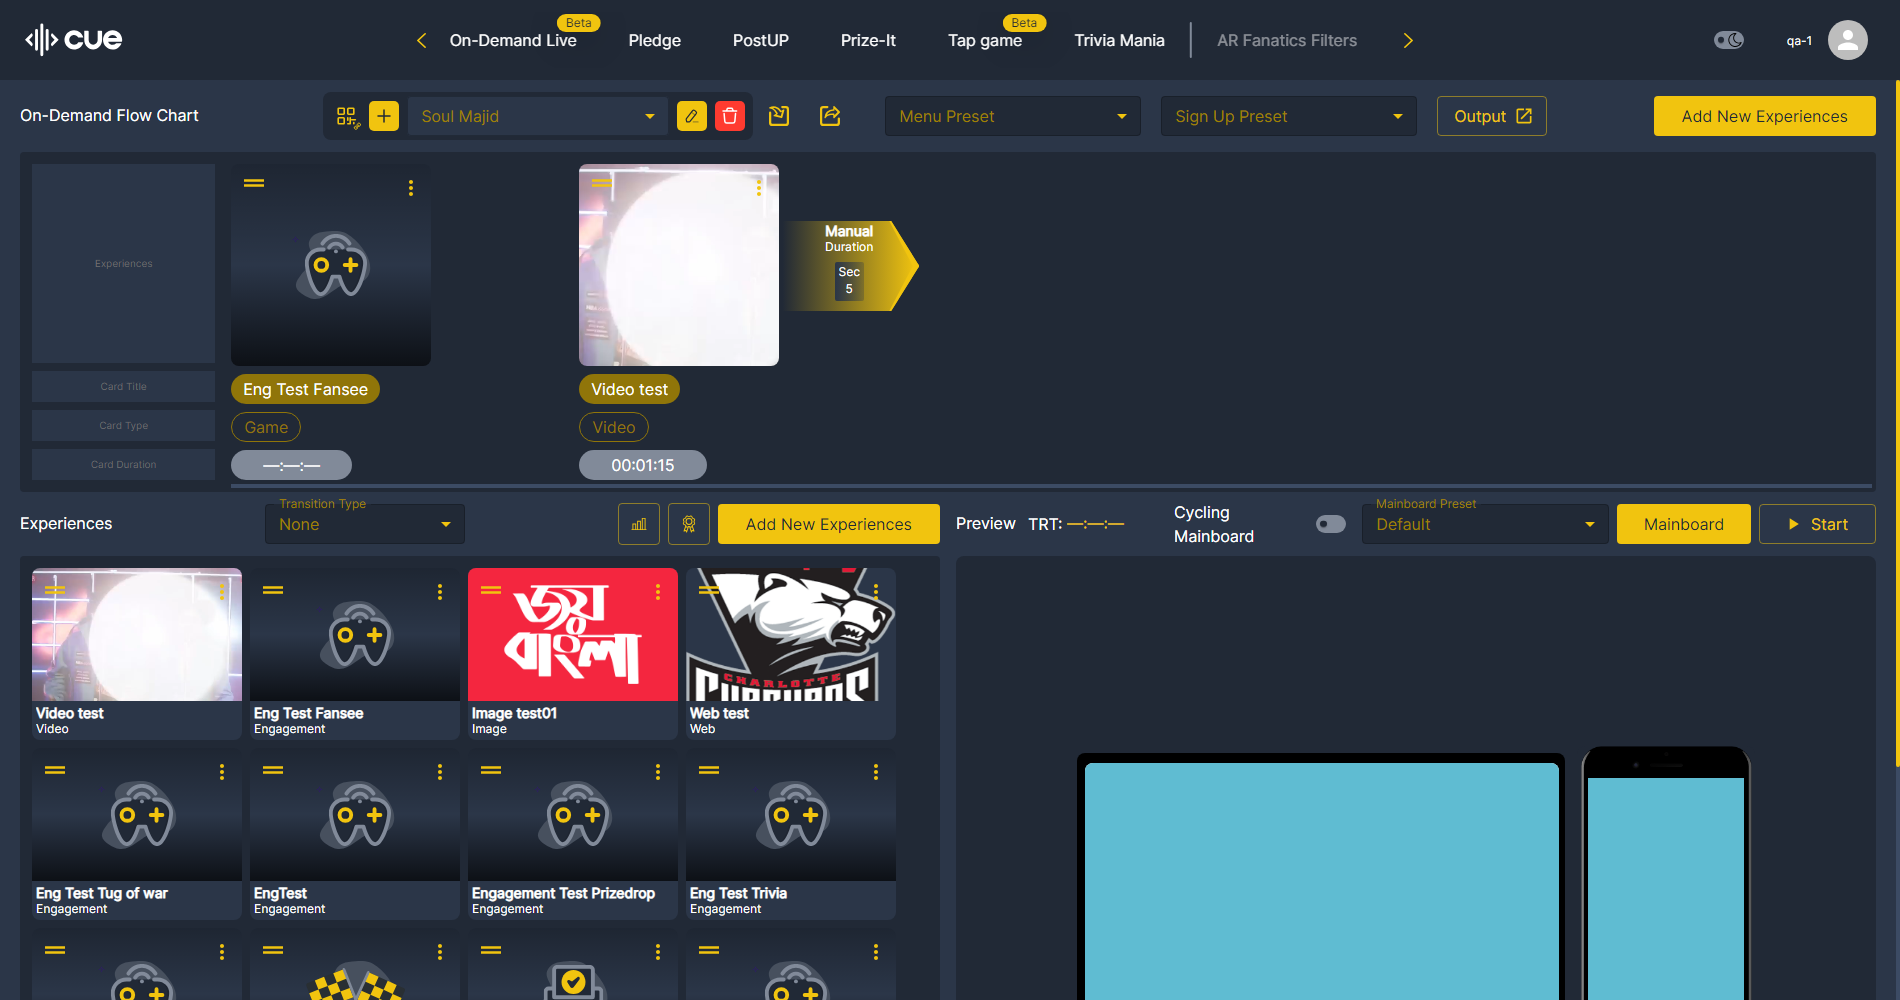 cue
On-Demand Live
Beta
Pledge
PostUP
Prize-It
Tap game
Beta
Trivia Mania
AR Fanatics Filters
qa-1
On-Demand Flow Chart
Soul Majid
Menu Preset
Sign Up Preset
Output
Add New Experiences
Experiences
Manual
Duration
Sec
5
Card Title
Eng Test Fansee
Video test
Card Type
Game
Video
Card Duration
—:—:—
00:01:15
Experiences
Transition Type
None
Add New Experiences
Preview
TRT: —:—:—
Cycling
Mainboard
Mainboard Preset
Default
Mainboard
Start
জয়
বাংলা
CHARLOTTE
Video test
Video
Eng Test Fansee
Engagement
Image test01
Image
Web test
Web
Eng Test Tug of war
Engagement
EngTest
Engagement
Engagement Test Prizedrop
Engagement
Eng Test Trivia
Engagement